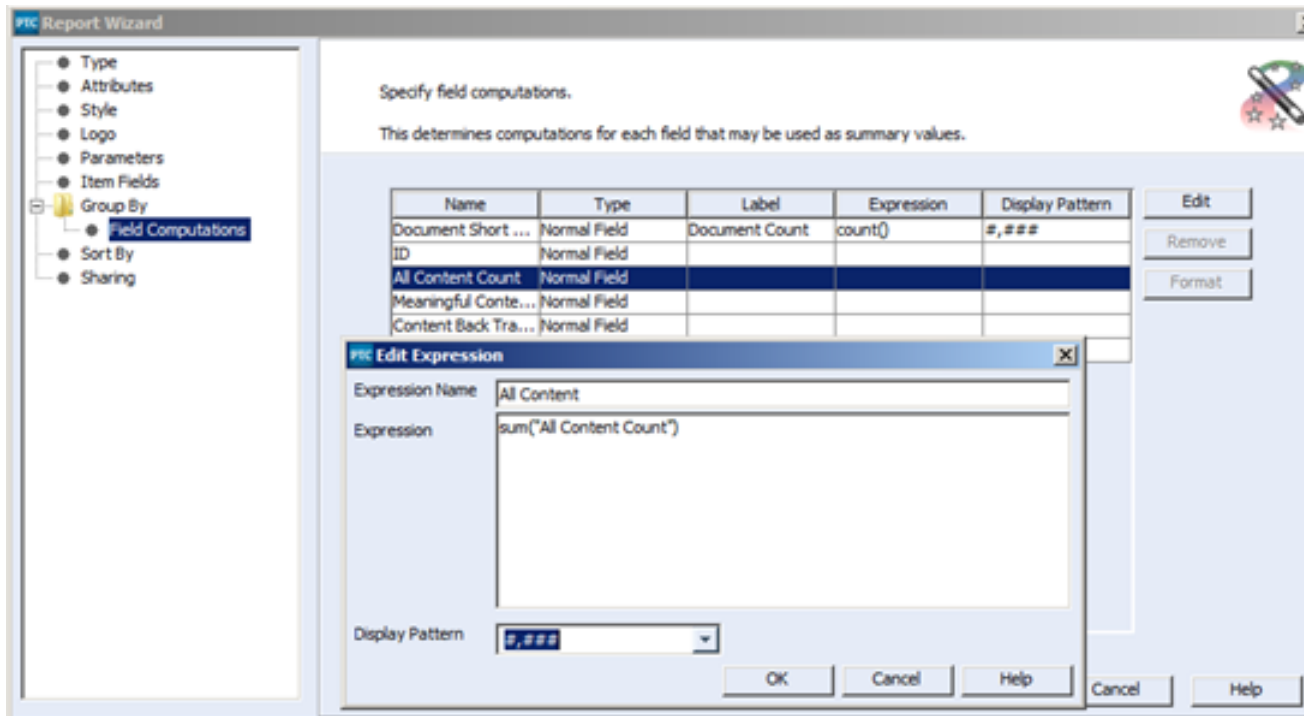 PTC Report Wizard
Type
Attributes
Style
Logo
Parameters
Item Fields
Group By
Field Computations
Sort By
Sharing
Specify field computations.
This determines computations for each field that may be used as summary values.
Name Type Label Expression Display Pattern
Document Short ... Normal Field Document Count count() #,###
ID Normal Field
All Content Count Normal Field
Meaningful Conte... Normal Field
Content Back Tra... Normal Field
Edit
Remove
Format
PTC Edit Expression
Expression Name All Content
Expression sum("All Content Count")
Display Pattern #,###
OK Cancel Help
Cancel Help